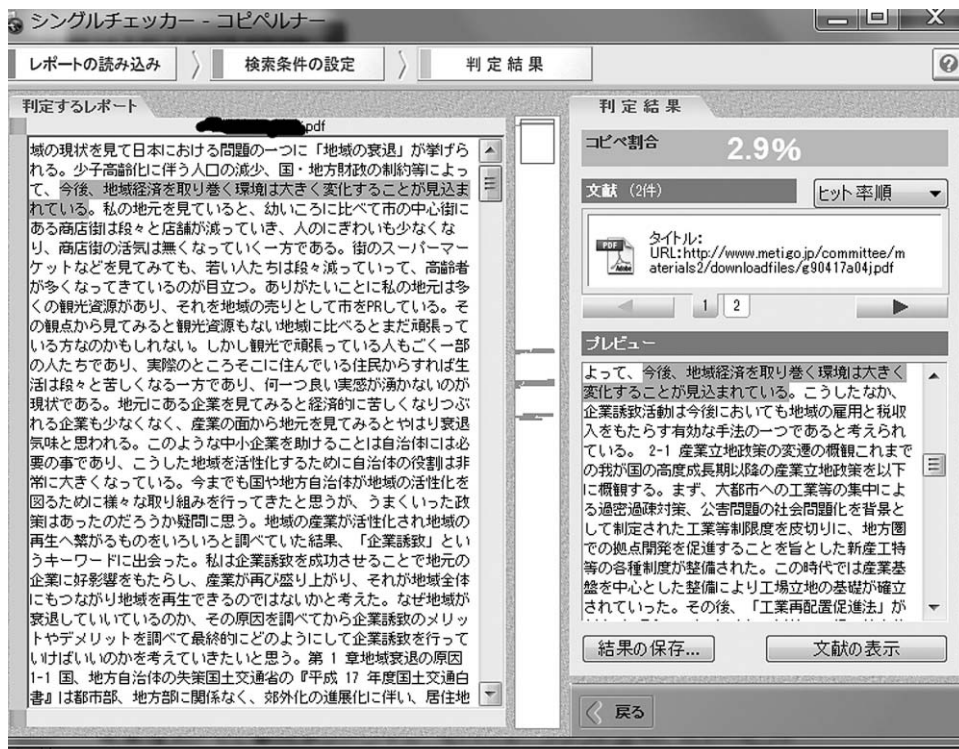 シングルチェッカー - コピペルナー
レポートの読み込み
検索条件の設定
判定結果
判定するレポート
.pdf
域の現状を見て日本における問題の一つに「地域の衰退」が挙げら
れる。少子高齢化に伴う人口の減少、国・地方財政の制約等によっ
て、今後、地域経済を取り巻く環境は大きく変化することが見込ま
れている。私の地元を見ていると、幼いころに比べて市の中心街に
ある商店街は段々と店舗が減っていき、人のにぎわいも少なくな
り、商店街の活気は無くなっていく一方である。街のスーパーマー
ケットなどを見てみても、若い人たちは段々減っていって、高齢者
が多くなってきているのが目立つ。ありがたいことに私の地元は多
くの観光資源があり、それを地域の売りとして市をPRしている。そ
の観点から見てみると観光資源もない地域に比べるとまだ頑張って
いる方なのかもしれない。しかし観光で頑張っている人もごく一部
の人たちであり、実際のところそこに住んでいる住民からすれば生
活は段々と苦しくなる一方であり、何一つ良い実感が湧かないのが
現状である。地元にある企業を見てみると経済的に苦しくなりつぶ
れる企業も少なくなく、産業の面から地元を見てみるとやはり衰退
気味と思われる。このような中小企業を助けることは自治体には必
要の事であり、こうした地域を活性化するために自治体の役割は非
常に大きくなっている。今までも国や地方自治体が地域の活性化を
図るために様々な取り組みを行ってきたと思うが、うまくいった政
策はあったのだろうか疑問に思う。地域の産業が活性化され地域の
再生へ繋がるものをいろいろと調べていた結果、「企業誘致」とい
うキーワードに出会った。私は企業誘致を成功させることで地元の
企業に好影響をもたらし、産業が再び盛り上がり、それが地域全体
にもつながり地域を再生できるのではないかと考えた。なぜ地域が
衰退していいているのか、その原因を調べてから企業誘致のメリッ
トやデメリットを調べて最終的にどのようにして企業誘致を行って
いけばいいのかを考えていきたいと思う。第 1 章地域衰退の原因
1-1 国、地方自治体の失策国土交通省の『平成 17 年度国土交通白
書』は都市部、地方部に関係なく、郊外化の進展化に伴い、居住地
判定結果
コピペ割合 2.9%
文献 (2件) ヒット率順
タイトル:
URL:http://www.metigo.jp/committee/m
aterials2/downloadfiles/g90417a04j.pdf
1 2
プレビュー
よって、今後、地域経済を取り巻く環境は大きく
変化することが見込まれている。こうしたなか、
企業誘致活動は今後においても地域の雇用と税収
入をもたらす有効な手法の一つであると考えられ
ている。 2-1 産業立地政策の変遷の概観これまで
の我が国の高度成長期以降の産業立地政策を以下
に概観する。まず、大都市への工業等の集中によ
る過密過疎対策、公害問題の社会問題化を背景と
して制定された工業等制限度を皮切りに、地方圏
での拠点開発を促進することを旨とした新産工特
等の各種制度が整備された。この時代では産業基
盤を中心とした整備により工場立地の基礎が確立
されていった。その後、「工業再配置促進法」が
結果の保存...
文献の表示
戻る